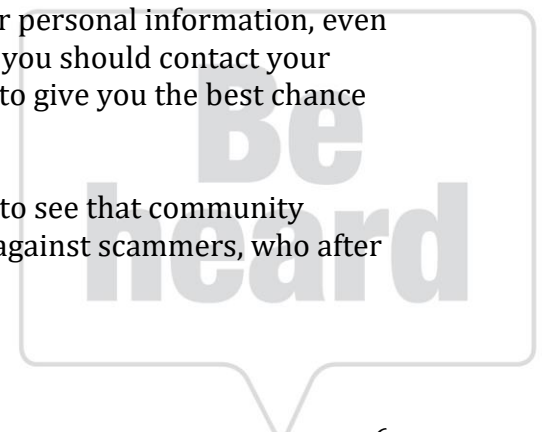 r personal information, even
you should contact your
to give you the best chance
Be
heard
to see that community
against scammers, who after